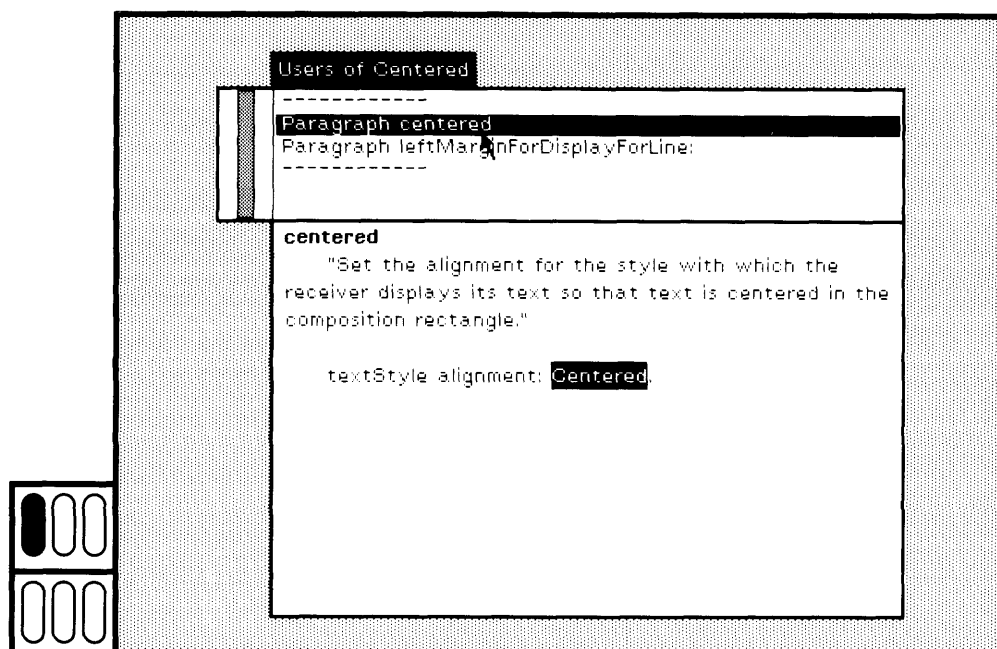 Users of Centered
------------
Paragraph centered
Paragraph leftMarginForDisplayForLine:
------------
centered
"Set the alignment for the style with which the
receiver displays its text so that text is centered in the
composition rectangle."
textStyle alignment: Centered.